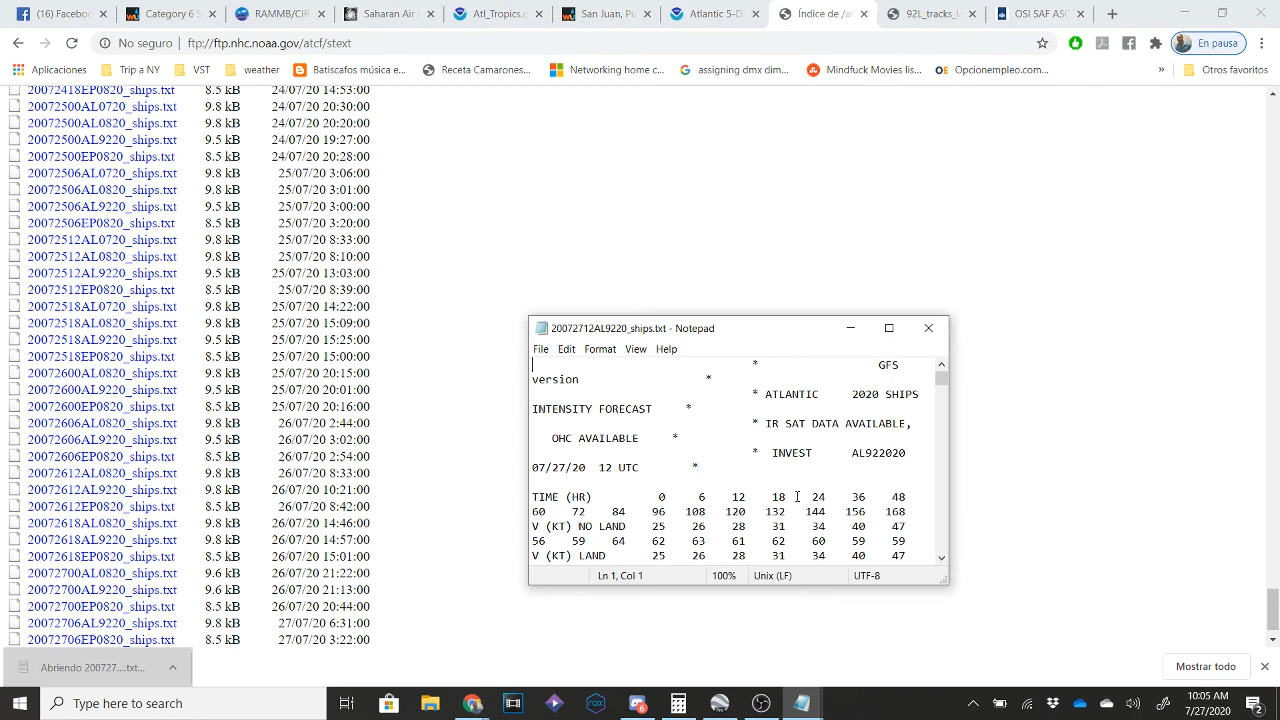 (1) Faceboo
Category 6
RAMMB/CIR
Saharan Air
Atl_Tropics.g
San Juan, Pu
Atlantic 5-D
Índice de /at
92L_tracks_l
OSI SAF ASC
No seguro | ftp://ftp.nhc.noaa.gov/atcf/stext
En pausa
Aplicaciones
Trip a NY
VST
weather
Batiscafos música e...
Receta Camarones...
Networking home c...
assigning dmx dim...
Mindfuck Movies lis...
Opcionempleo.com...
»
Otros favoritos
20072418EP0820_ships.txt 8.5 kB 24/07/20 14:53:00
20072500AL0720_ships.txt 9.8 kB 24/07/20 20:30:00
20072500AL0820_ships.txt 9.8 kB 24/07/20 20:20:00
20072500AL9220_ships.txt 9.5 kB 24/07/20 19:27:00
20072500EP0820_ships.txt 8.5 kB 24/07/20 20:28:00
20072506AL0720_ships.txt 9.8 kB 25/07/20 3:06:00
20072506AL0820_ships.txt 9.8 kB 25/07/20 3:01:00
20072506AL9220_ships.txt 9.5 kB 25/07/20 3:00:00
20072506EP0820_ships.txt 8.5 kB 25/07/20 3:20:00
20072512AL0720_ships.txt 9.8 kB 25/07/20 8:33:00
20072512AL0820_ships.txt 9.8 kB 25/07/20 8:10:00
20072512AL9220_ships.txt 9.5 kB 25/07/20 13:03:00
20072512EP0820_ships.txt 8.5 kB 25/07/20 8:39:00
20072518AL0720_ships.txt 9.8 kB 25/07/20 14:22:00
20072518AL0820_ships.txt 9.8 kB 25/07/20 15:09:00
20072518AL9220_ships.txt 9.5 kB 25/07/20 15:25:00
20072518EP0820_ships.txt 8.5 kB 25/07/20 15:00:00
20072600AL0820_ships.txt 9.8 kB 25/07/20 20:15:00
20072600AL9220_ships.txt 9.5 kB 25/07/20 20:01:00
20072600EP0820_ships.txt 8.5 kB 25/07/20 20:16:00
20072606AL0820_ships.txt 9.8 kB 26/07/20 2:44:00
20072606AL9220_ships.txt 9.5 kB 26/07/20 3:02:00
20072606EP0820_ships.txt 8.5 kB 26/07/20 2:54:00
20072612AL0820_ships.txt 9.8 kB 26/07/20 8:33:00
20072612AL9220_ships.txt 9.8 kB 26/07/20 10:21:00
20072612EP0820_ships.txt 8.5 kB 26/07/20 8:42:00
20072618AL0820_ships.txt 9.8 kB 26/07/20 14:46:00
20072618AL9220_ships.txt 9.8 kB 26/07/20 14:57:00
20072618EP0820_ships.txt 8.5 kB 26/07/20 15:01:00
20072700AL0820_ships.txt 9.6 kB 26/07/20 21:22:00
20072700AL9220_ships.txt 9.6 kB 26/07/20 21:13:00
20072700EP0820_ships.txt 8.5 kB 26/07/20 20:44:00
20072706AL9220_ships.txt 9.8 kB 27/07/20 6:31:00
20072706EP0820_ships.txt 8.5 kB 27/07/20 3:22:00
20072712AL9220_ships.txt - Notepad
File Edit Format View Help
* GFS
version *
* ATLANTIC 2020 SHIPS
INTENSITY FORECAST *
* IR SAT DATA AVAILABLE,
OHC AVAILABLE *
* INVEST AL922020
07/27/20 12 UTC *
TIME (HR) 0 6 12 18 24 36 48
60 72 84 96 108 120 132 144 156 168
V (KT) NO LAND 25 26 28 31 34 40 47
56 59 64 62 63 61 62 60 59 59
V (KT) LAND 25 26 28 31 34 40 47
Ln 1, Col 1 100% Unix (LF) UTF-8
Abriendo 200727....txt...
Mostrar todo
Type here to search
10:05 AM
7/27/2020
2